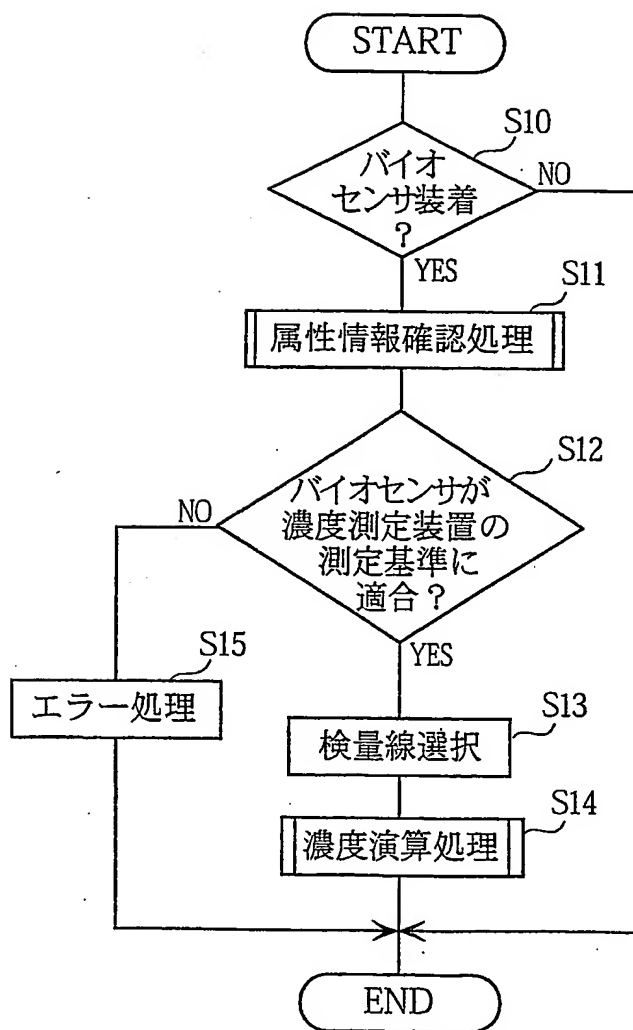 START
S10
バイオ
センサ装着
?
NO
YES
S11
属性情報確認処理
S12
バイオセンサが
濃度測定装置の
測定基準に
適合?
NO
YES
S15
エラー処理
S13
検量線選択
S14
濃度演算処理
END